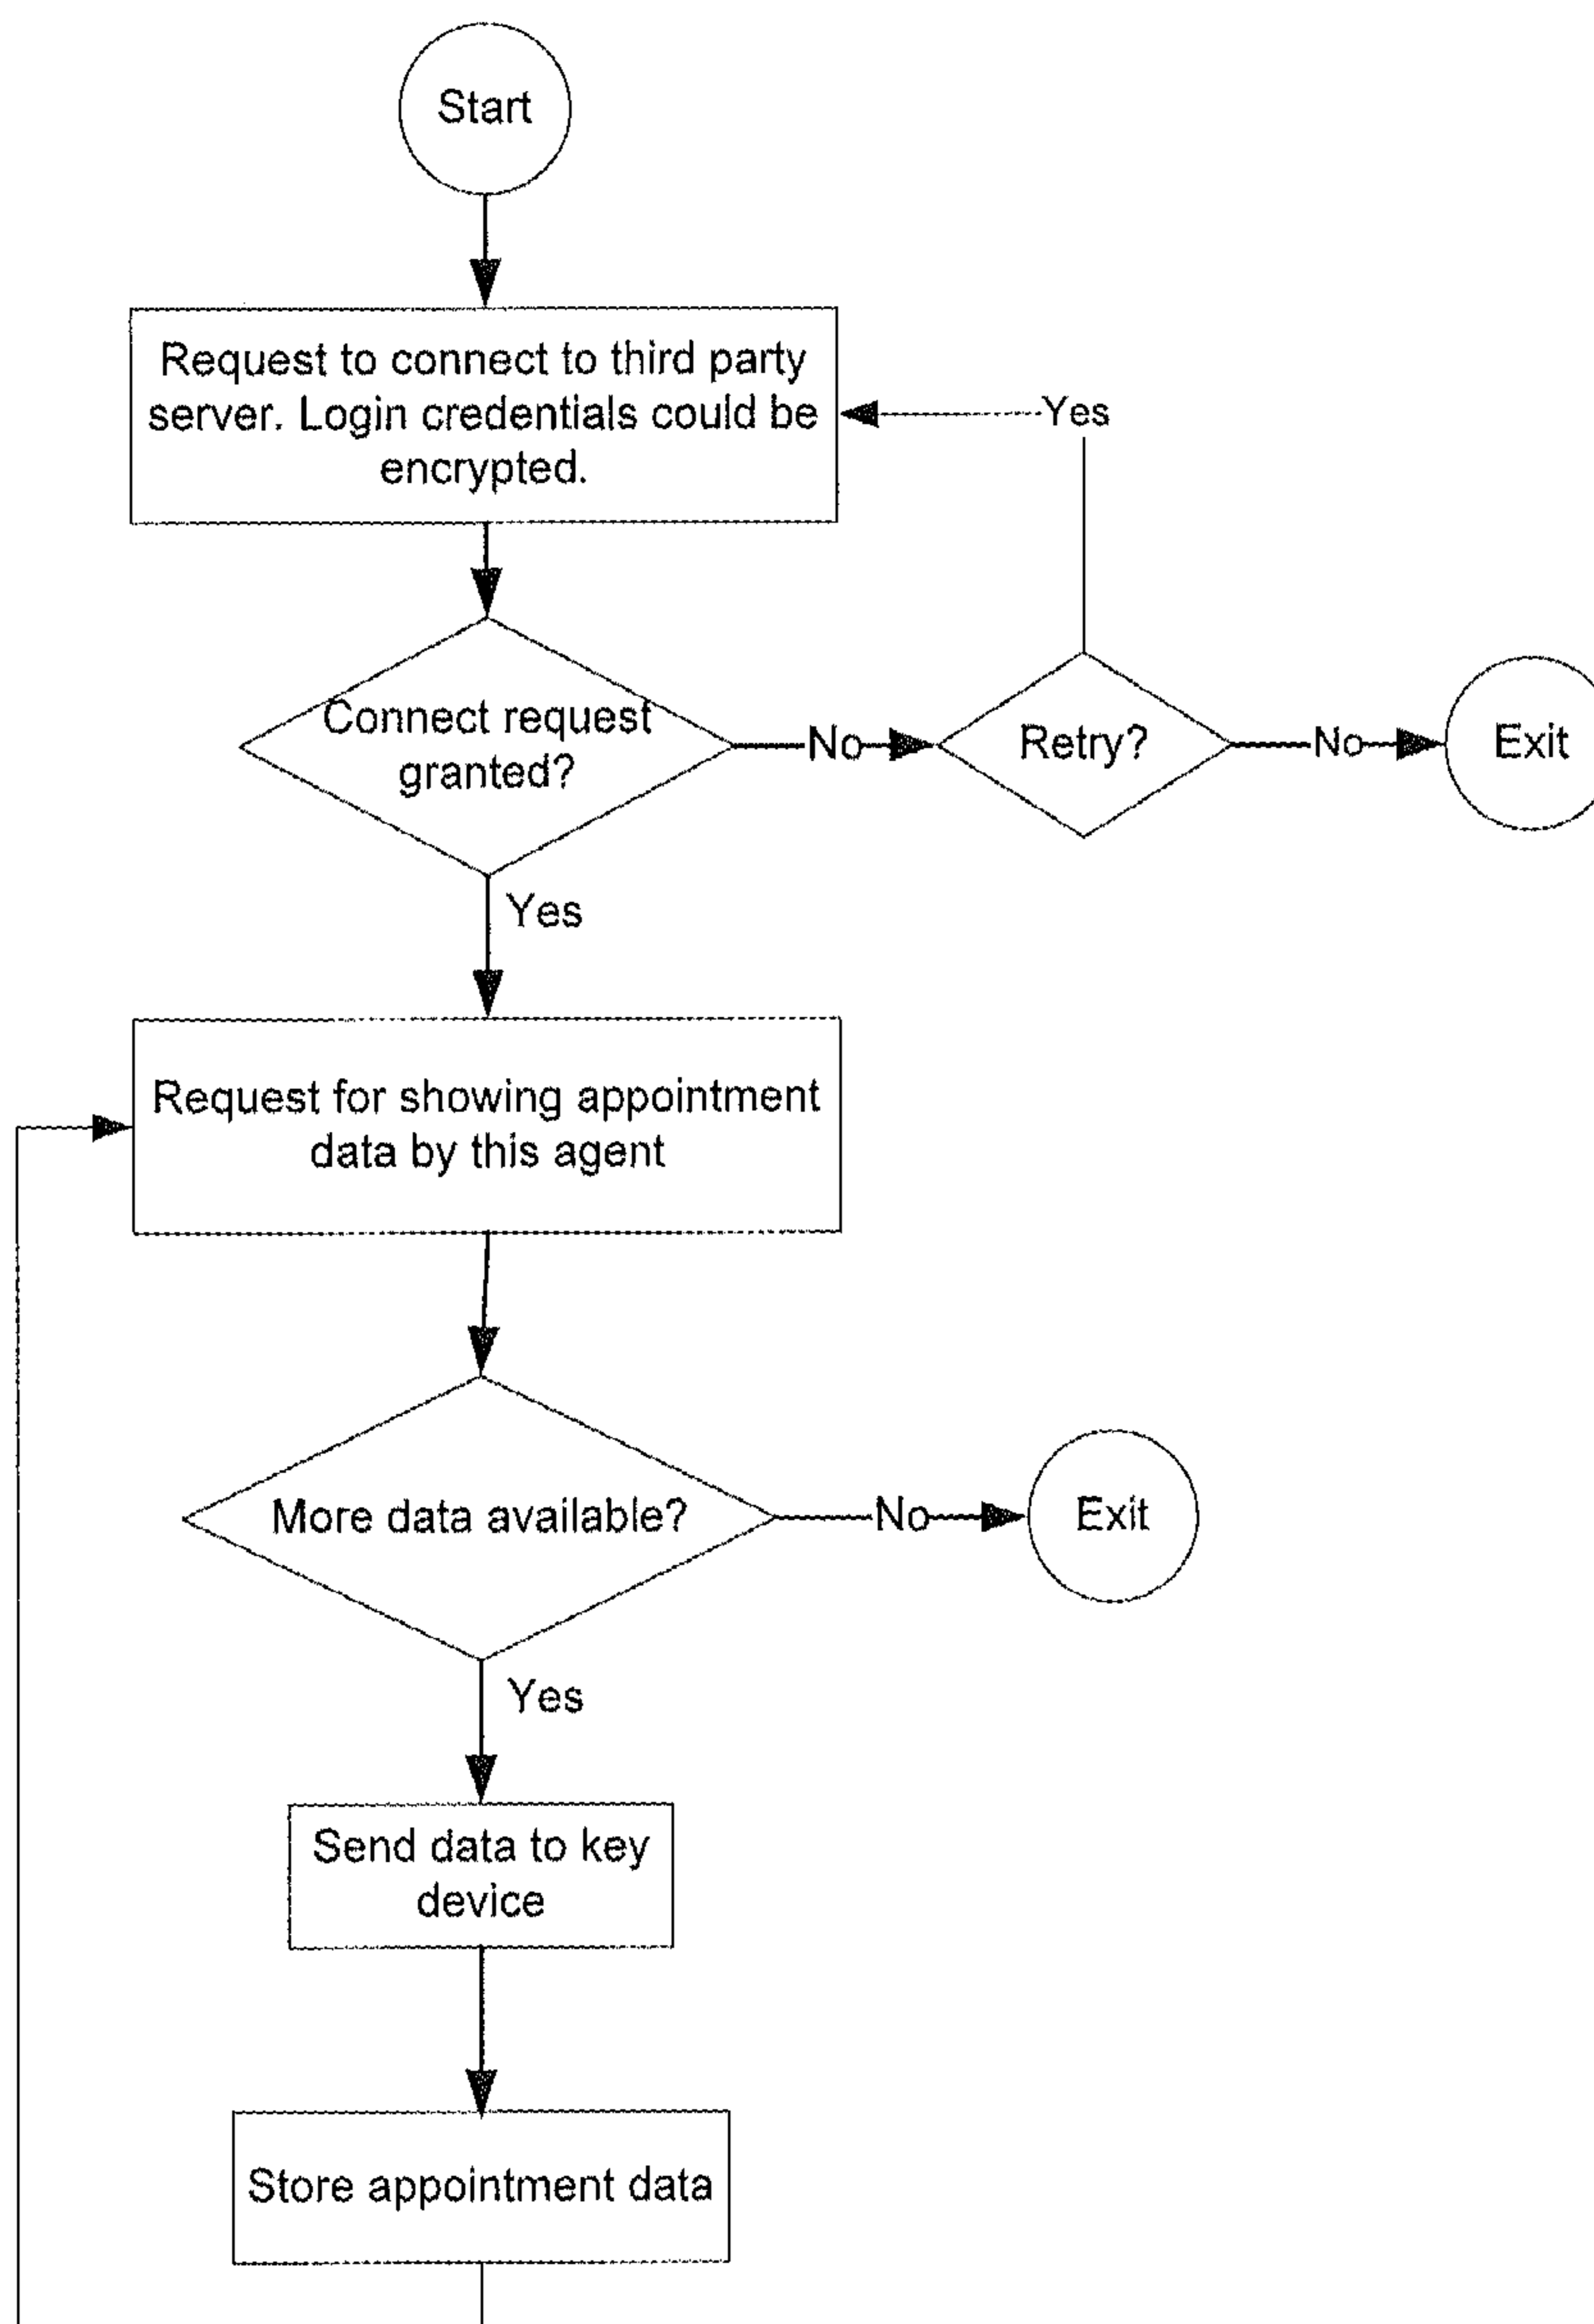 Start
Request to connect to third party
server. Login credentials could be
encrypted.
Yes
Connect request
granted?
No
Retry?
No
Exit
Yes
Request for showing appointment
data by this agent
More data available?
No
Exit
Yes
Send data to key
device
Store appointment data